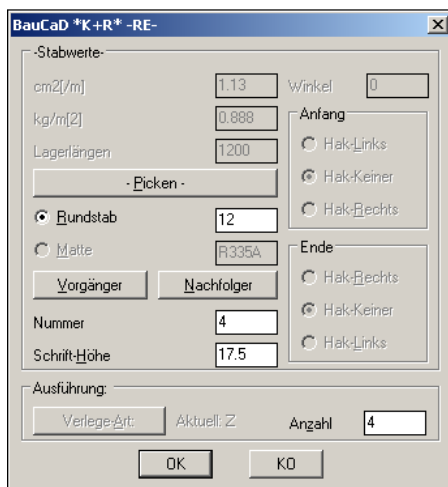 BauCaD *K+R* -RE-
-Stabwerte-
cm2[/m] 1.13 Winkel 0
kg/m[2] 0.888 Anfang
Lagerlängen 1200 Hak-Links
- Picken - Hak-Keiner
Hak-Rechts
Rundstab 12
Matte R335A Ende
Vorgänger Nachfolger Hak-Rechts
Nummer 4 Hak-Keiner
Schrift-Höhe 17.5 Hak-Links
Ausführung:
Verlege-Art: Aktuell: Z Anzahl 4
OK KO